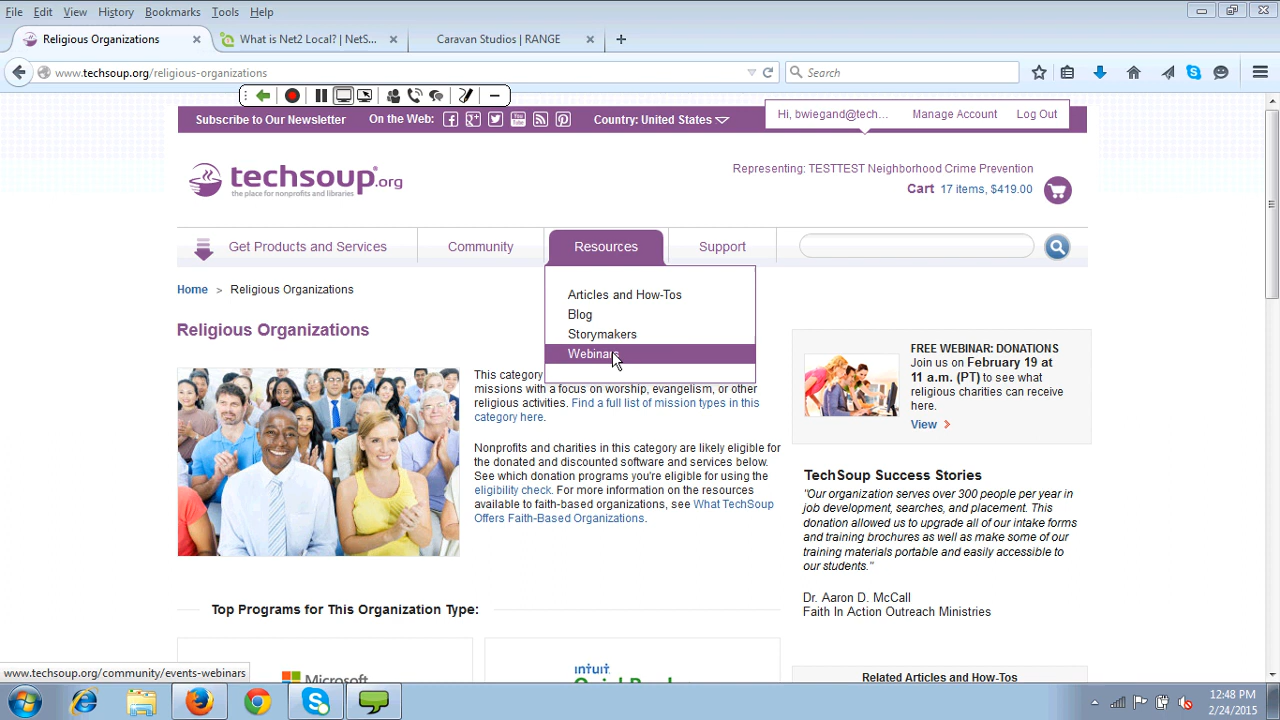 File Edit View History Bookmarks Tools Help
Religious Organizations
What is Net2 Local? | NetS...
Caravan Studios | RANGE
www.techsoup.org/religious-organizations
Search
Subscribe to Our Newsletter
On the Web:
Country: United States
Hi, bwiegand@tech...
Manage Account
Log Out
techsoup.org
the place for nonprofits and libraries
Representing: TESTTEST Neighborhood Crime Prevention
Cart 17 items, $419.00
Get Products and Services
Community
Resources
Support
Articles and How-Tos
Blog
Storymakers
Webinars
Home > Religious Organizations
Religious Organizations
This category
missions with a focus on worship, evangelism, or other
religious activities. Find a full list of mission types in this
category here.
Nonprofits and charities in this category are likely eligible for
the donated and discounted software and services below.
See which donation programs you're eligible for using the
eligibility check. For more information on the resources
available to faith-based organizations, see What TechSoup
Offers Faith-Based Organizations.
FREE WEBINAR: DONATIONS
Join us on February 19 at
11 a.m. (PT) to see what
religious charities can receive
here.
View
TechSoup Success Stories
"Our organization serves over 300 people per year in
job development, searches, and placement. This
donation allowed us to upgrade all of our intake forms
and training brochures as well as make some of our
training materials portable and easily accessible to
our students."
Dr. Aaron D. McCall
Faith In Action Outreach Ministries
Top Programs for This Organization Type:
Microsoft
intuit
QuickBooks
Related Articles and How-Tos
www.techsoup.org/community/events-webinars
12:48 PM
2/24/2015